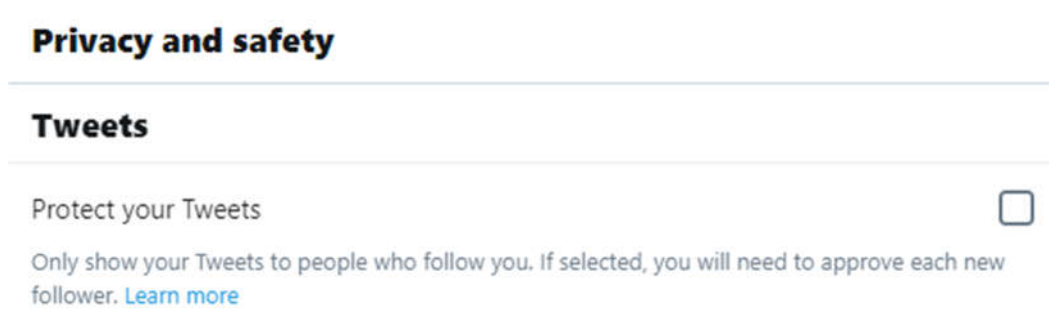 Privacy and safety
Tweets
Protect your Tweets
Only show your Tweets to people who follow you. If selected, you will need to approve each new
follower. Learn more